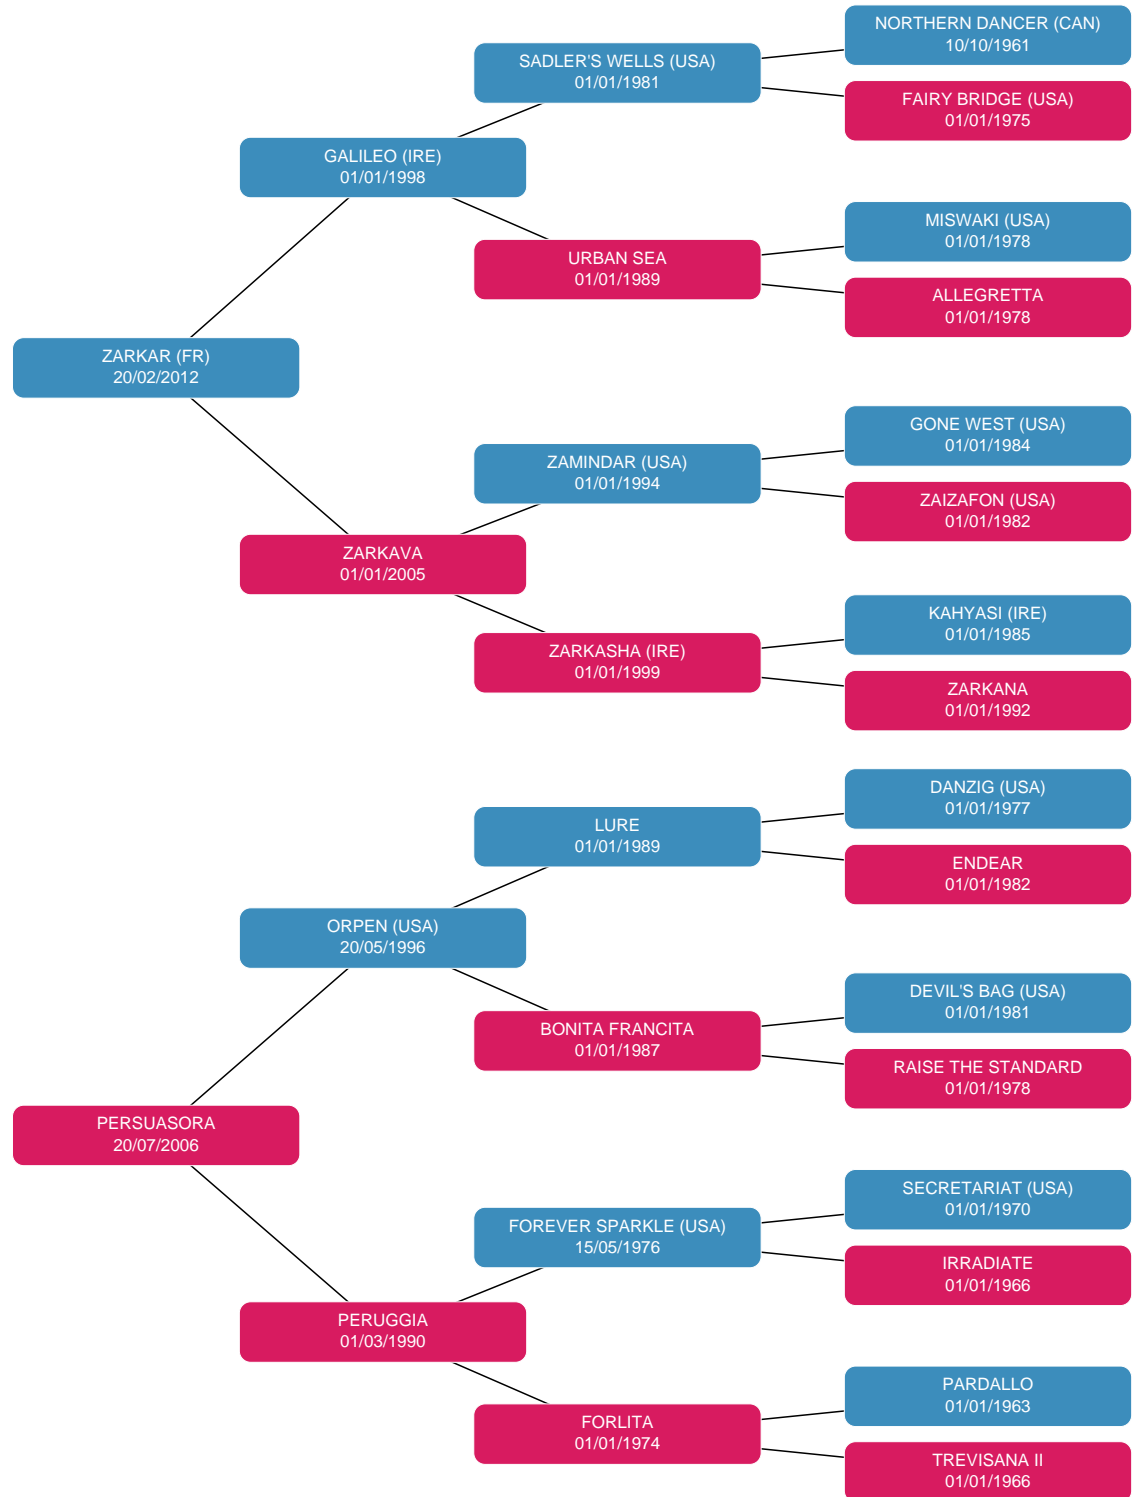 NORTHERN DANCER (CAN)
10/10/1961
SADLER'S WELLS (USA)
01/01/1981
FAIRY BRIDGE (USA)
01/01/1975
GALILEO (IRE)
01/01/1998
MISWAKI (USA)
01/01/1978
URBAN SEA
01/01/1989
ALLEGRETTA
01/01/1978
ZARKAR (FR)
20/02/2012
GONE WEST (USA)
01/01/1984
ZAMINDAR (USA)
01/01/1994
ZAIZAFON (USA)
01/01/1982
ZARKAVA
01/01/2005
KAHYASI (IRE)
01/01/1985
ZARKASHA (IRE)
01/01/1999
ZARKANA
01/01/1992
DANZIG (USA)
01/01/1977
LURE
01/01/1989
ENDEAR
01/01/1982
ORPEN (USA)
20/05/1996
DEVIL'S BAG (USA)
01/01/1981
BONITA FRANCITA
01/01/1987
RAISE THE STANDARD
01/01/1978
PERSUASORA
20/07/2006
SECRETARIAT (USA)
01/01/1970
FOREVER SPARKLE (USA)
15/05/1976
IRRADIATE
01/01/1966
PERUGGIA
01/03/1990
PARDALLO
01/01/1963
FORLITA
01/01/1974
TREVISANA II
01/01/1966